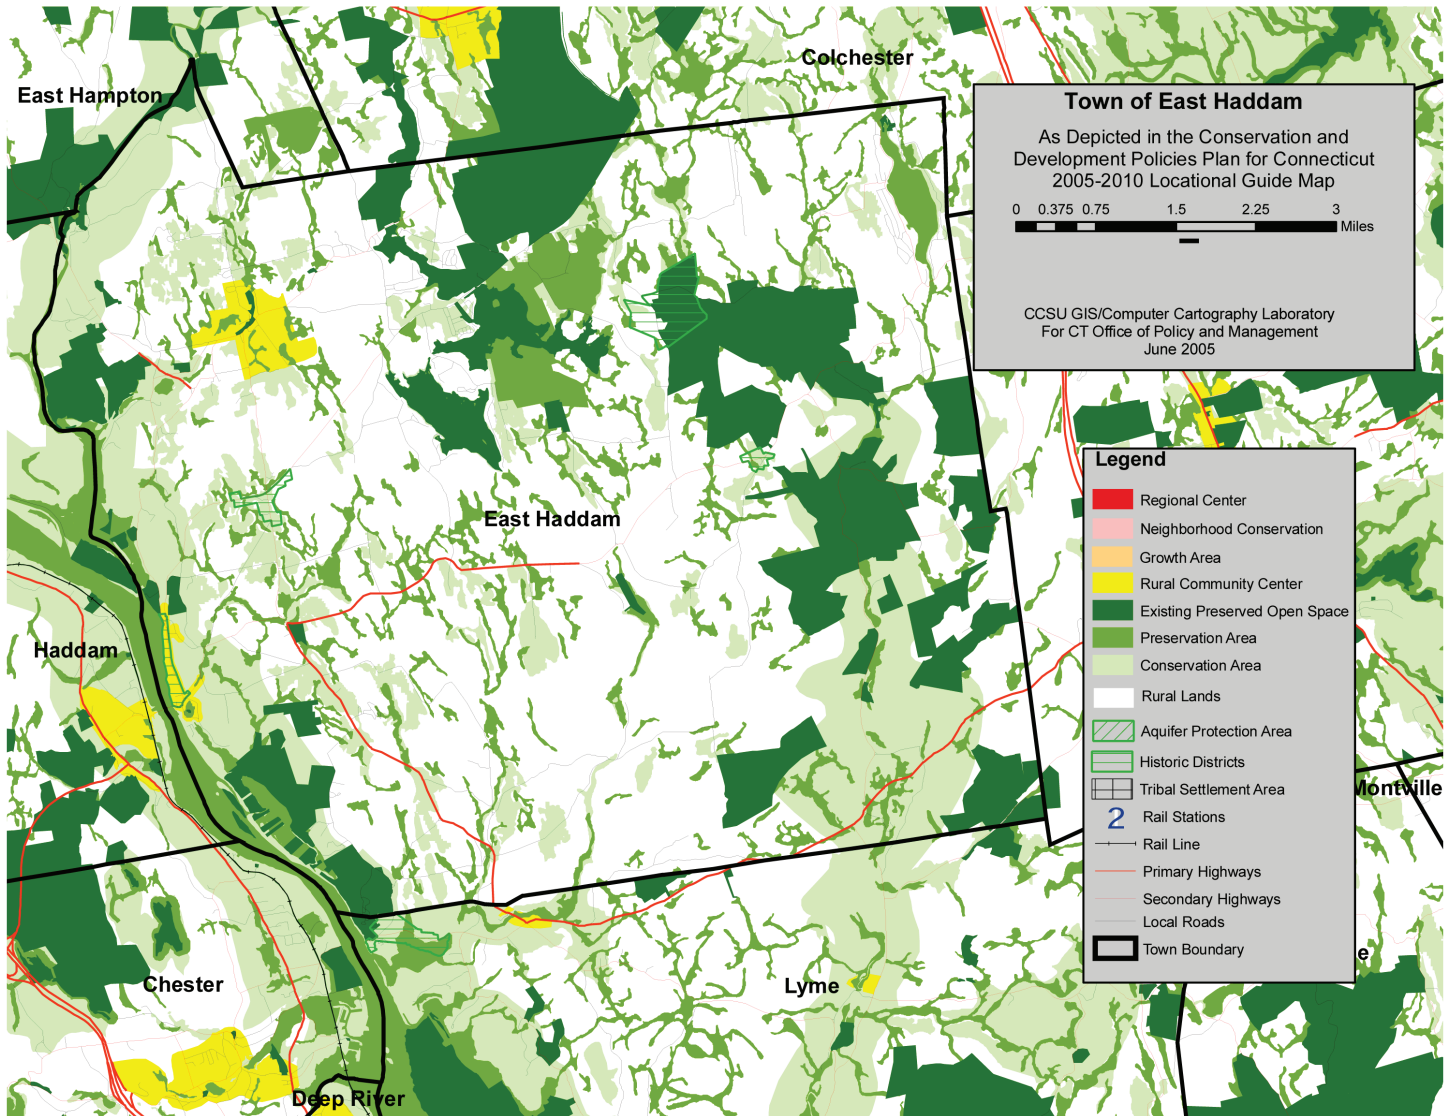 Colchester
East Hampton
Town of East Haddam
As Depicted in the Conservation and
Development Policies Plan for Connecticut
2005-2010 Locational Guide Map
0 0.375 0.75 1.5 2.25 3
Miles
CCSU GIS/Computer Cartography Laboratory
For CT Office of Policy and Management
June 2005
Legend
Regional Center
Neighborhood Conservation
Growth Area
Rural Community Center
Existing Preserved Open Space
Preservation Area
Conservation Area
Rural Lands
Aquifer Protection Area
Historic Districts
Tribal Settlement Area
2 Rail Stations
Rail Line
Primary Highways
Secondary Highways
Local Roads
Town Boundary
East Haddam
Haddam
Montville
e
Chester
Lyme
Deep River